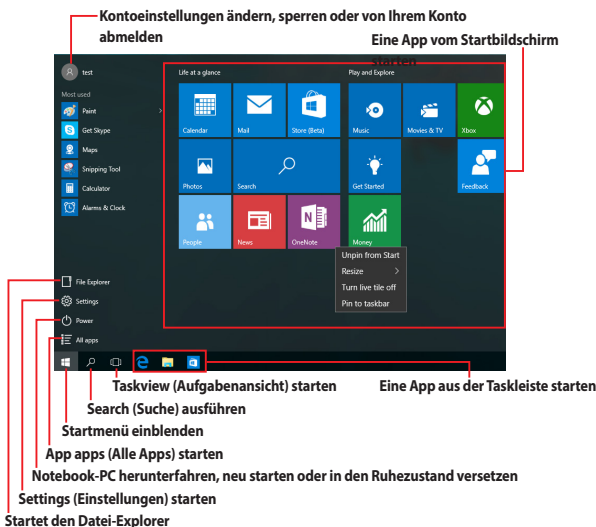 Kontoeinstellungen ändern, sperren oder von Ihrem Konto
abmelden
Eine App vom Startbildschirm
starten
test
Life at a glance
Play and Explore
Most used
Paint
Get Skype
Maps
Snipping Tool
Calculator
Alarms & Clock
Calendar
Mail
Store (Beta)
Music
Movies & TV
Xbox
Photos
Search
Get Started
Feedback
People
News
OneNote
Money
Unpin from Start
Resize
Turn live tile off
Pin to taskbar
File Explorer
Settings
Power
All apps
Taskview (Aufgabenansicht) starten
Eine App aus der Taskleiste starten
Search (Suche) ausführen
Startmenü einblenden
App apps (Alle Apps) starten
Notebook-PC herunterfahren, neu starten oder in den Ruhezustand versetzen
Settings (Einstellungen) starten
Startet den Datei-Explorer